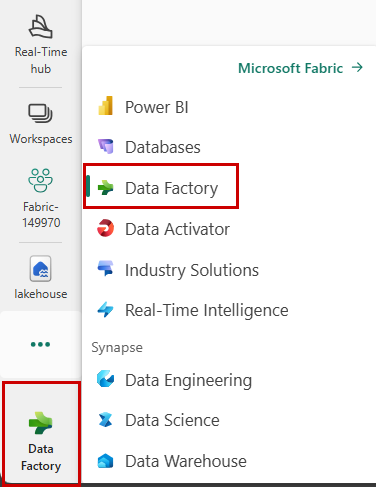 Real-Time
hub
Workspaces
Fabric-
149970
lakehouse
Data
Factory
Microsoft Fabric
Power BI
Databases
Data Factory
Data Activator
Industry Solutions
Real-Time Intelligence
Synapse
Data Engineering
Data Science
Data Warehouse